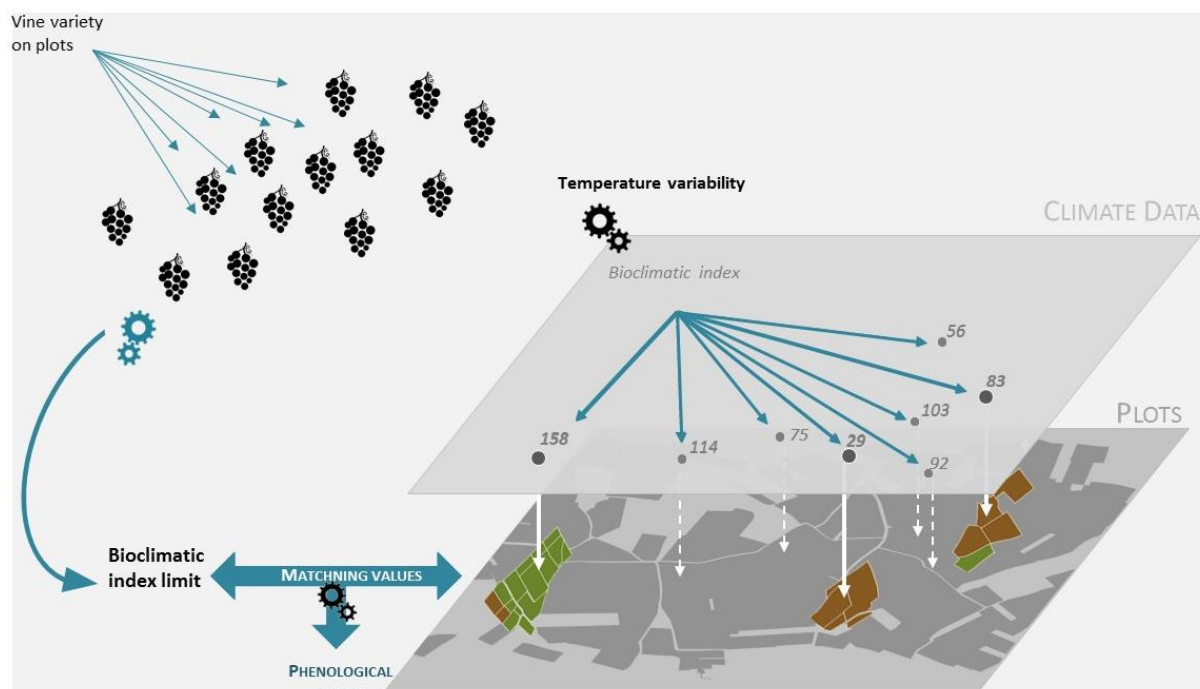 Vine variety
on plots
Temperature variability
CLIMATE DATA
Bioclimatic index
56
83
103
PLOTS
158
114
75
29
92
Bioclimatic
index limit
MATCHNING VALUES
PHENOLOGICAL